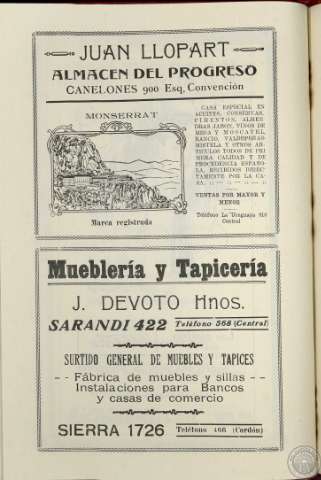 JUAN LLOPART
ALMACEN DEL PROGRESO
CANELONES 900 Esq. Convención
MONSERRAT
Marca registrada
CASA ESPECIAL EN
ACEITES, CONSERVAS,
PIMENTON, ALMEN-
DRAS JABON, VINOS DE
MESA Y MOSCATEL,
RANCIO, VALDEPEÑAS
MISTELA Y OTROS AR-
TICULOS TODOS DE PRI
MERA CALIDAD Y DE
PROCEDENCIA ESPAÑO-
LA, RECIBIDOS DIREC-
TAMENTE POR LA CA-
SA.
VENTAS POR MAYOR Y
MENOR
Teléfono La Uruguaya
Central
Mueblería y Tapicería
J. DEVOTO Hnos.
SARANDI 422 Teléfono 568 (Central)
SURTIDO GENERAL DE MUEBLES Y TAPICES
- - Fábrica de muebles y sillas - -
Instalaciones para Bancos
y casas de comercio
SIERRA 1726 Teléfono 466 (Cordón)